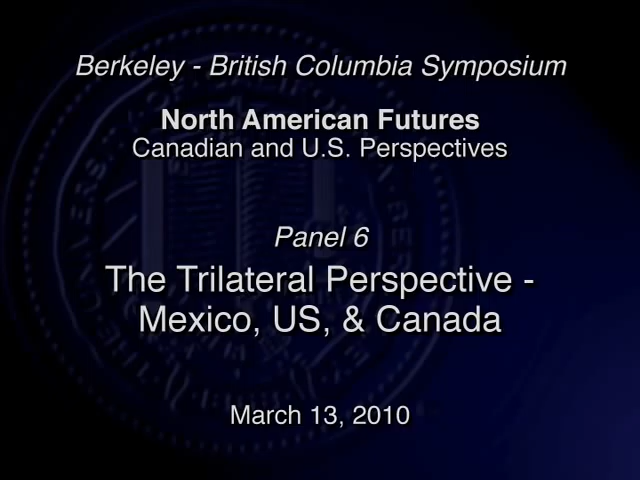 Berkeley - British Columbia Symposium
North American Futures
Canadian and U.S. Perspectives
Panel 6
The Trilateral Perspective -
Mexico, US, & Canada
March 13, 2010